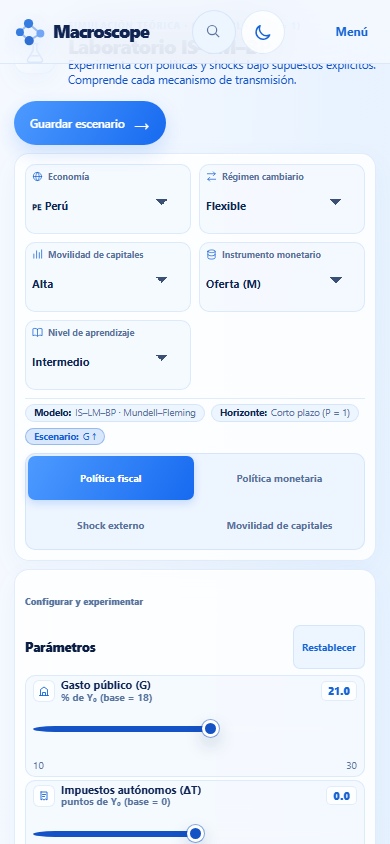 Macroscope
Menú
Laboratorio IS
Experimenta con políticas y shocks bajo supuestos explícitos.
Comprende cada mecanismo de transmisión.
Guardar escenario →
Economía
Régimen cambiario
PE Perú
Flexible
Movilidad de capitales
Instrumento monetario
Alta
Oferta (M)
Nivel de aprendizaje
Intermedio
Modelo: IS–LM–BP · Mundell–Fleming
Horizonte: Corto plazo (P = 1)
Escenario: G ↑
Política fiscal
Política monetaria
Shock externo
Movilidad de capitales
Configurar y experimentar
Parámetros
Restablecer
Gasto público (G)
% de Y₀ (base = 18)
21.0
10
30
Impuestos autónomos (ΔT)
puntos de Y₀ (base = 0)
0.0